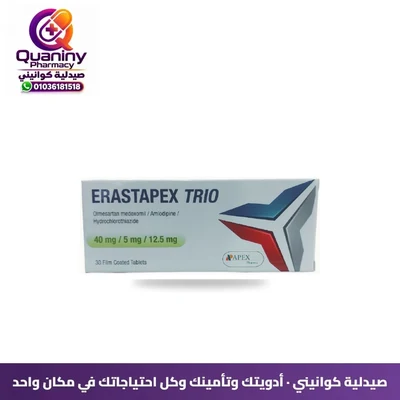 Quaniny
Pharmacy
صيدلية كوانيني
01036181518
ERASTAPEX TRIO
Olmesartan medoxomil / Amlodipine /
Hydrochlorothiazide
40 mg / 5 mg / 12.5 mg
30 Film Coated Tablets
APEX
صيدلية كوانيني - أدويتك وتأمينك وكل احتياجاتك في مكان واحد